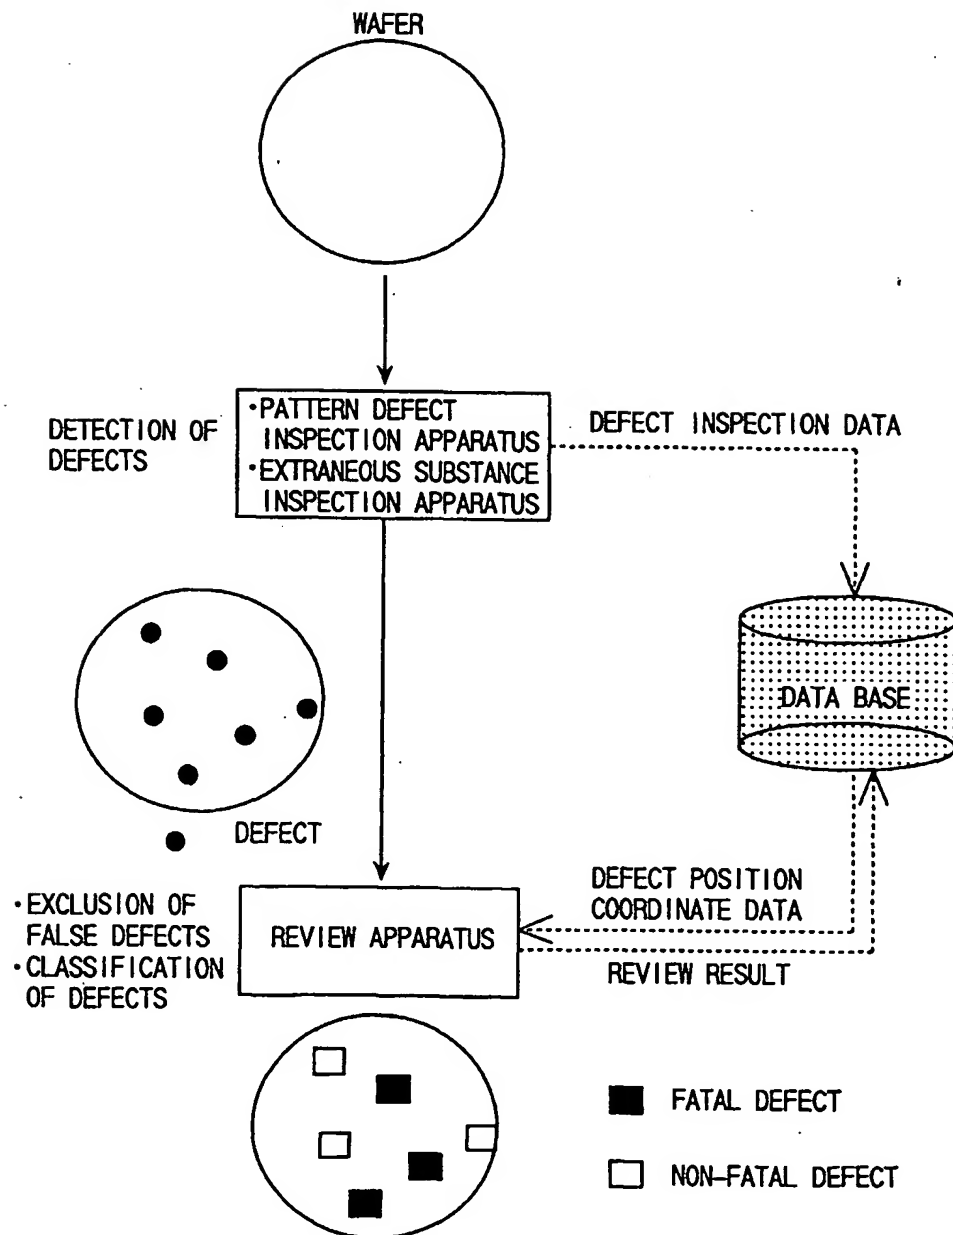 WAFER
DETECTION OF
DEFECTS
·PATTERN DEFECT
INSPECTION APPARATUS
·EXTRANEOUS SUBSTANCE
INSPECTION APPARATUS
DEFECT INSPECTION DATA
DATA BASE
DEFECT
·EXCLUSION OF
FALSE DEFECTS
·CLASSIFICATION
OF DEFECTS
REVIEW APPARATUS
DEFECT POSITION
COORDINATE DATA
REVIEW RESULT
FATAL DEFECT
NON-FATAL DEFECT